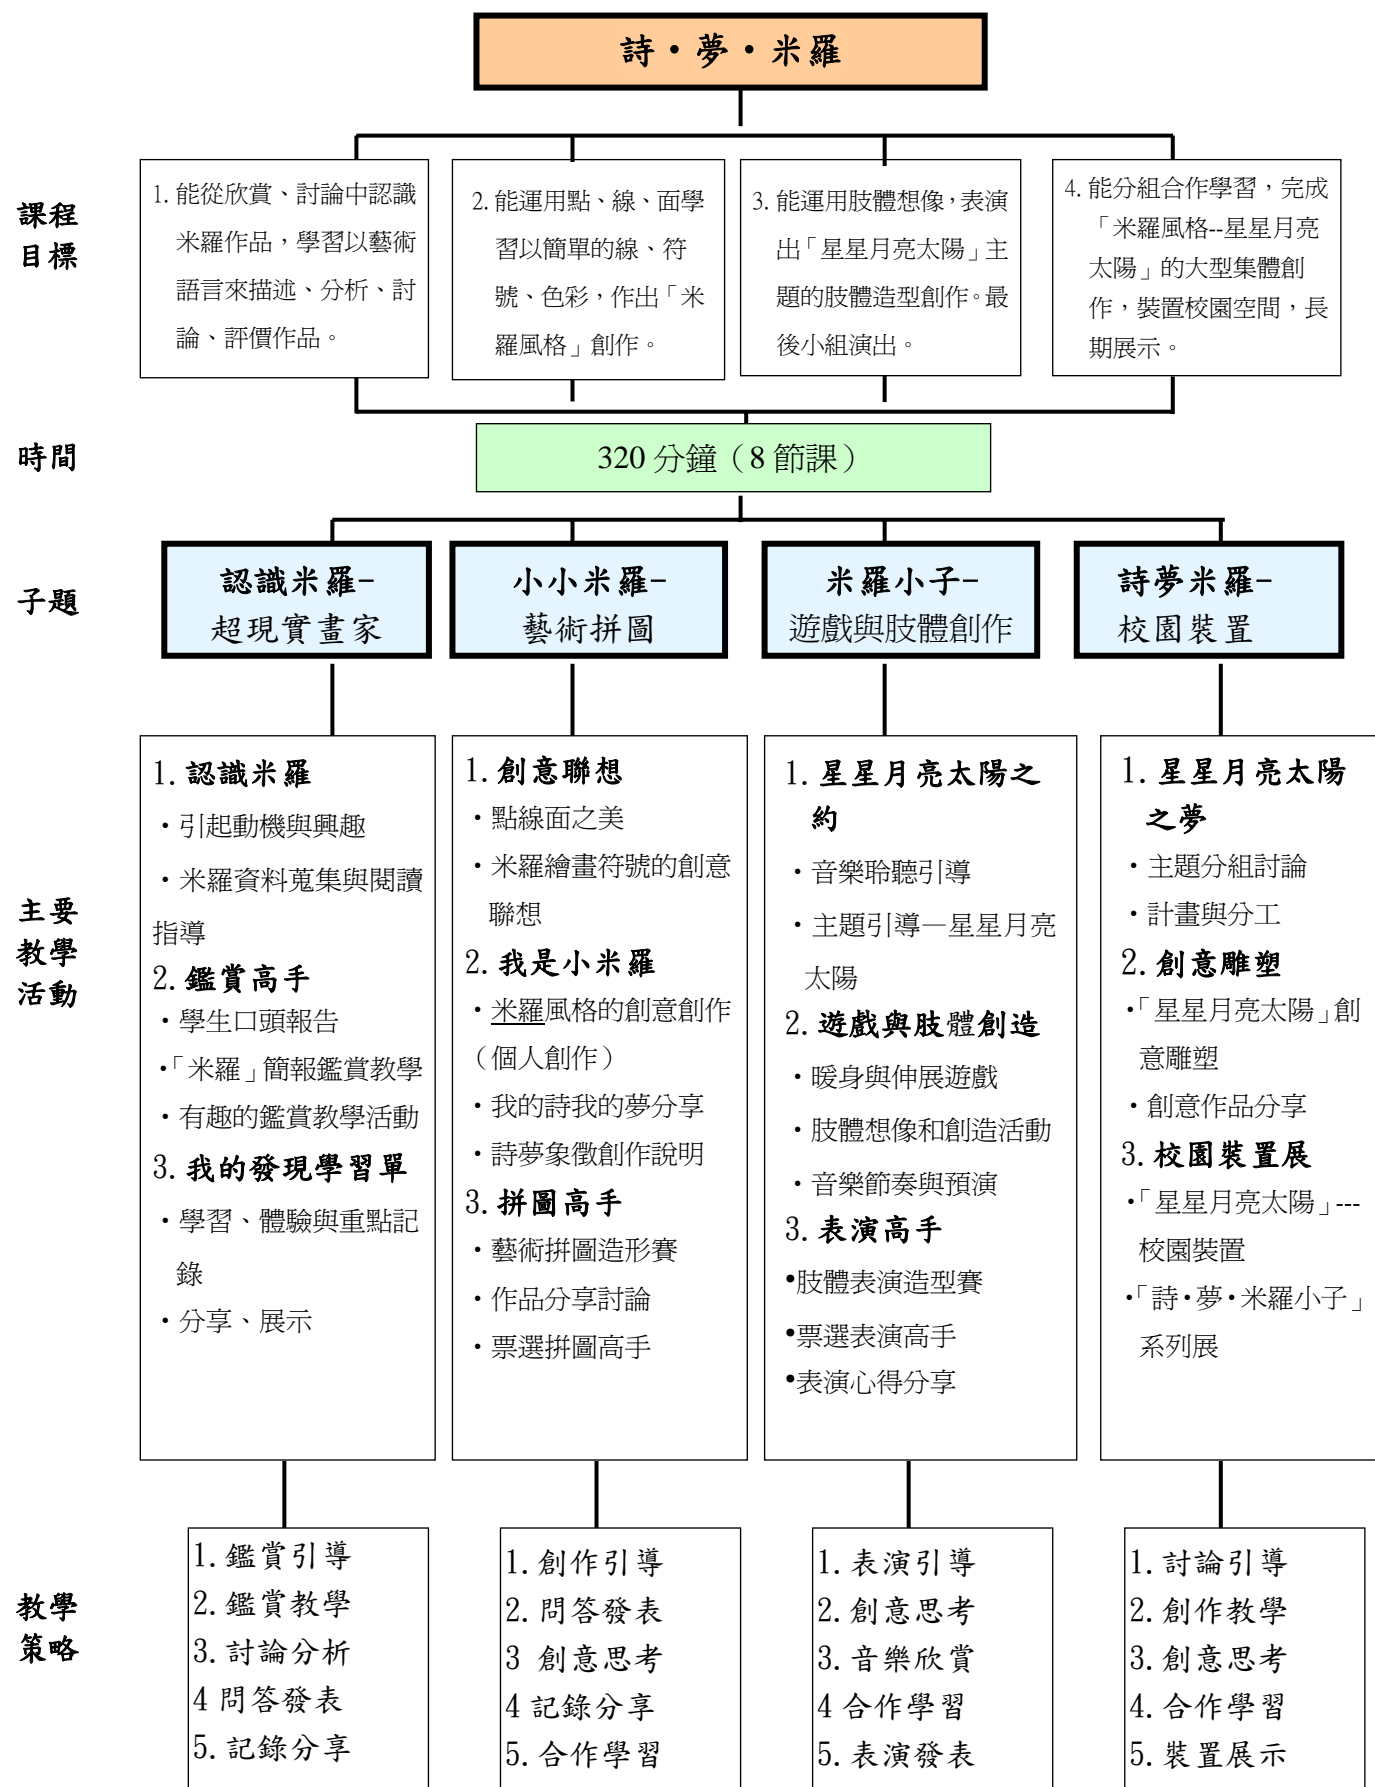 詩・夢・米羅
課程
目標
1. 能從欣賞、討論中認識
米羅作品，學習以藝術
語言來描述、分析、討
論、評價作品。
2. 能運用點、線、面學
習以簡單的線、符
號、色彩，作出「米
羅風格」創作。
3. 能運用肢體想像，表演
出「星星月亮太陽」主
題的肢體造型創作。最
後小組演出。
4. 能分組合作學習，完成
「米羅風格--星星月亮
太陽」的大型集體創
作，裝置校園空間，長
期展示。
時間
320 分鐘（8 節課）
子題
認識米羅-
超現實畫家
小小米羅-
藝術拼圖
米羅小子-
遊戲與肢體創作
詩夢米羅-
校園裝置
主要
教學
活動
1. 認識米羅
・引起動機與興趣
・米羅資料蒐集與閱讀
指導
2. 鑑賞高手
・學生口頭報告
・「米羅」簡報鑑賞教學
・有趣的鑑賞教學活動
3. 我的發現學習單
・學習、體驗與重點記
錄
・分享、展示
1. 創意聯想
・點線面之美
・米羅繪畫符號的創意
聯想
2. 我是小米羅
・米羅風格的創意創作
（個人創作）
・我的詩我的夢分享
・詩夢象徵創作說明
3. 拼圖高手
・藝術拼圖造形賽
・作品分享討論
・票選拼圖高手
1. 星星月亮太陽之
約
・音樂聆聽引導
・主題引導—星星月亮
太陽
2. 遊戲與肢體創造
・暖身與伸展遊戲
・肢體想像和創造活動
・音樂節奏與預演
3. 表演高手
•肢體表演造型賽
•票選表演高手
•表演心得分享
1. 星星月亮太陽
之夢
・主題分組討論
・計畫與分工
2. 創意雕塑
・「星星月亮太陽」創
意雕塑
・創意作品分享
3. 校園裝置展
・「星星月亮太陽」---
校園裝置
・「詩・夢・米羅小子」
系列展
教學
策略
1. 鑑賞引導
2. 鑑賞教學
3. 討論分析
4 問答發表
5. 記錄分享
1. 創作引導
2. 問答發表
3 創意思考
4 記錄分享
5. 合作學習
1. 表演引導
2. 創意思考
3. 音樂欣賞
4 合作學習
5. 表演發表
1. 討論引導
2. 創作教學
3. 創意思考
4. 合作學習
5. 裝置展示